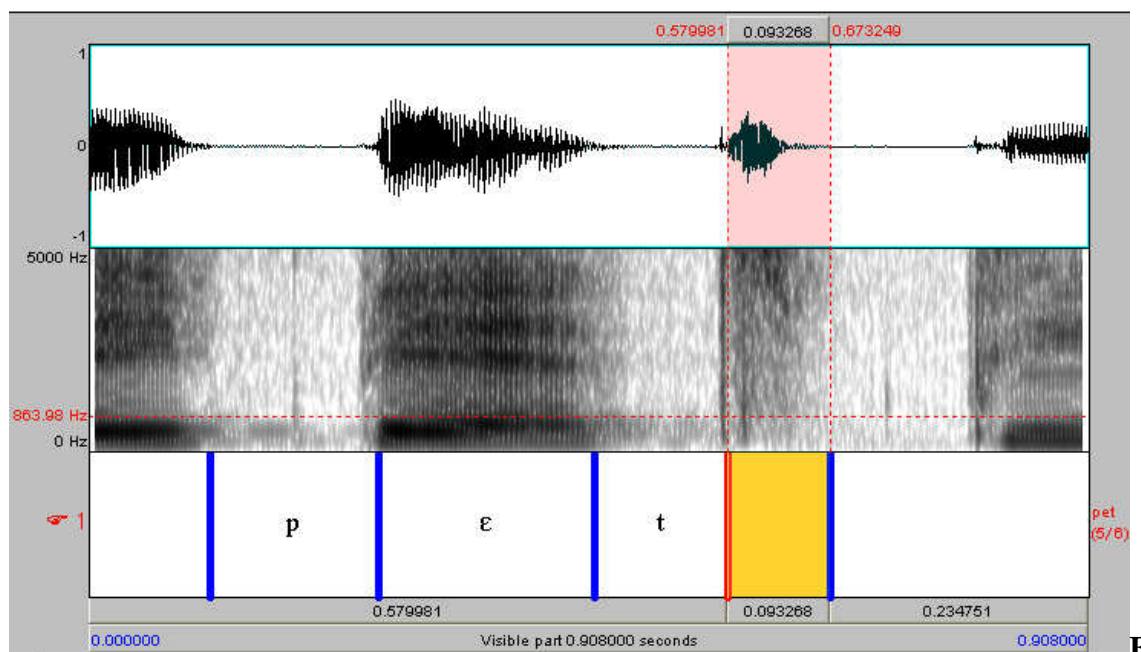 0.579981 0.093268 0.673249
1
0
-1
5000 Hz
863.98 Hz
0 Hz
1 p ε t pet
(5/6)
0.579981 0.093268 0.234751
0.000000 Visible part 0.908000 seconds 0.908000